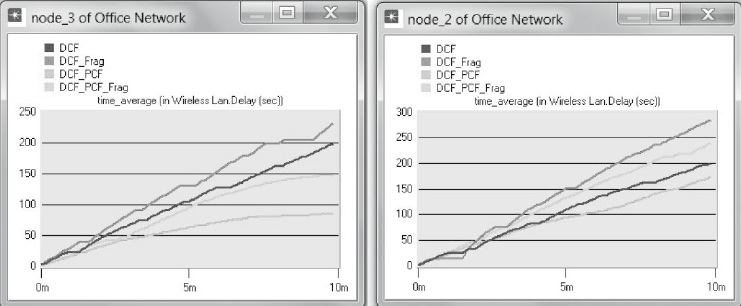 node_3 of Office Network
DCF
DCF_Frag
DCF_PCF
DCF_PCF_Frag
time_average (in Wireless Lan.Delay (sec))
250
200
150
100
50
0
0m 5m 10m
node_2 of Office Network
DCF
DCF_Frag
DCF_PCF
DCF_PCF_Frag
time_average (in Wireless Lan.Delay (sec))
300
250
200
150
100
50
0
0m 5m 10m